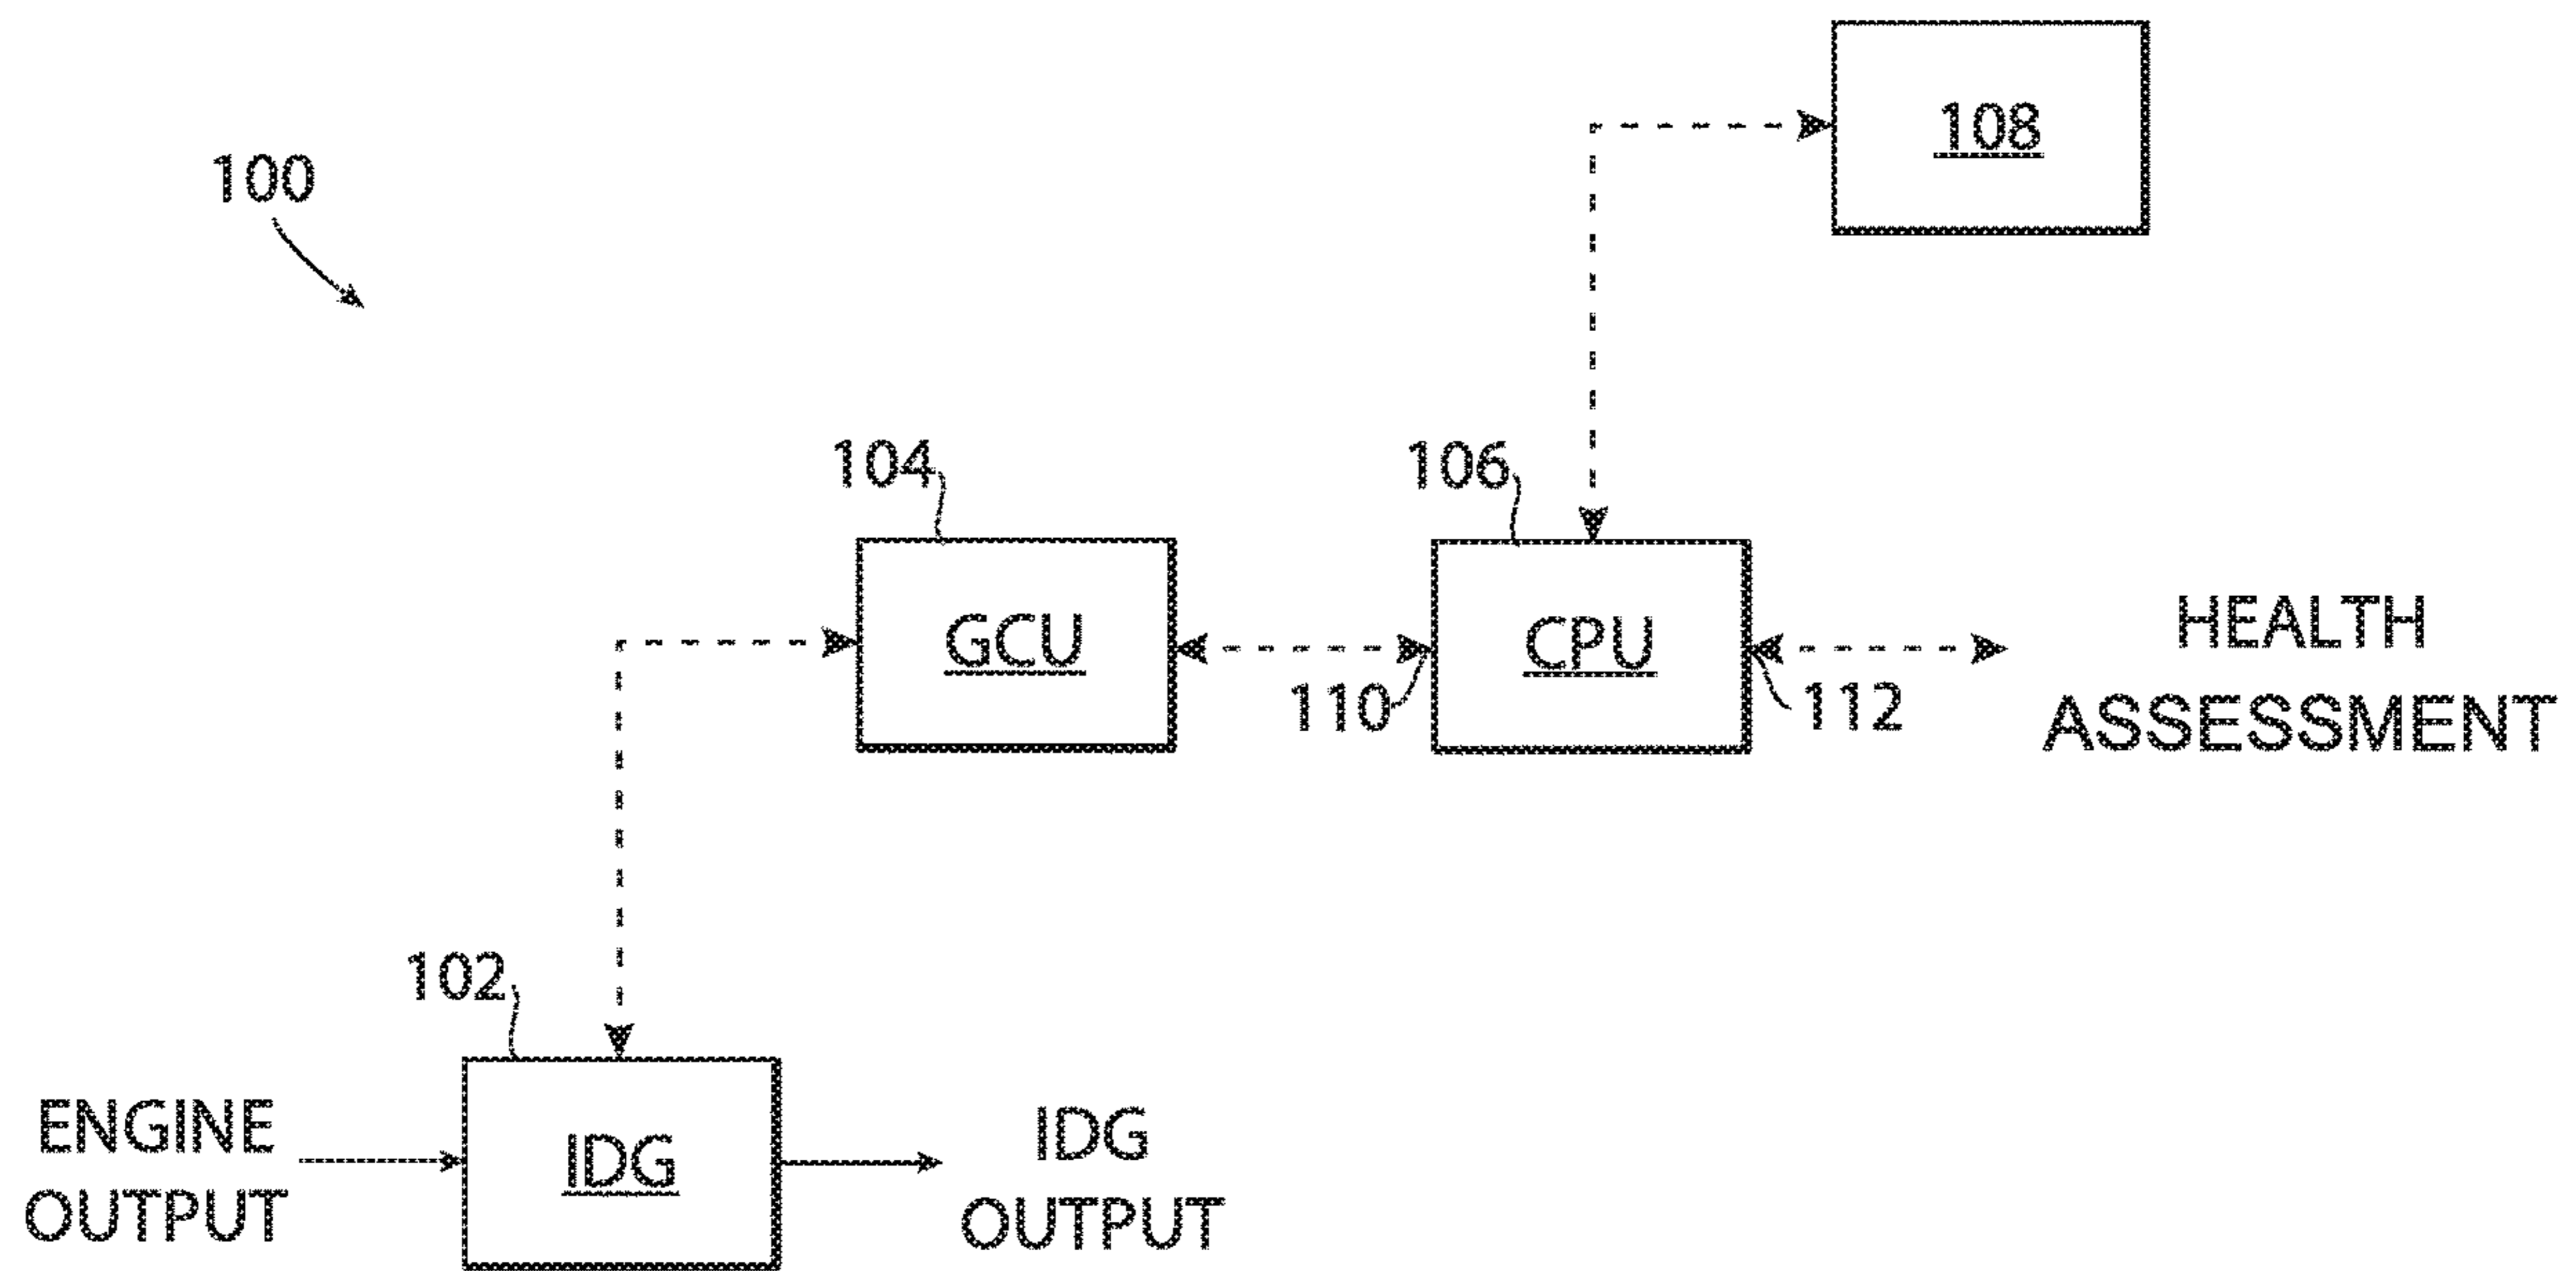 108
100
104
106
GCU
CPU
HEALTH
ASSESSMENT
110
112
102
ENGINE
OUTPUT
IDG
IDG
OUTPUT